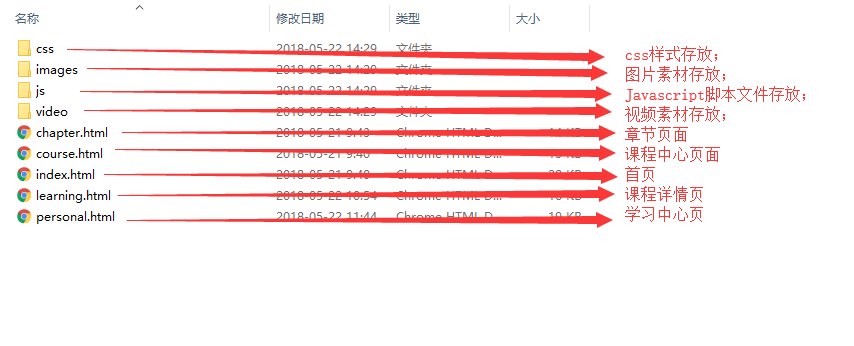 名称 修改日期 类型 大小
css 2018-05-22 14:29 文件夹 css样式存放;
images 2018-05-22 14:29 文件夹 图片素材存放;
js 2018-05-22 14:29 文件夹 Javascript脚本文件存放;
video 2018-05-22 14:29 文件夹 视频素材存放;
chapter.html 2018-05-21 9:43 Chrome HTML D... KB 章节页面
course.html 2018-05-21 9:40 Chrome HTML D... KB 课程中心页面
index.html 2018-05-21 9:40 Chrome HTML D... KB 首页
learning.html 2018-05-22 10:54 Chrome HTML D... KB 课程详情页
personal.html 2018-05-22 11:44 Chrome HTML D... 19 KB 学习中心页